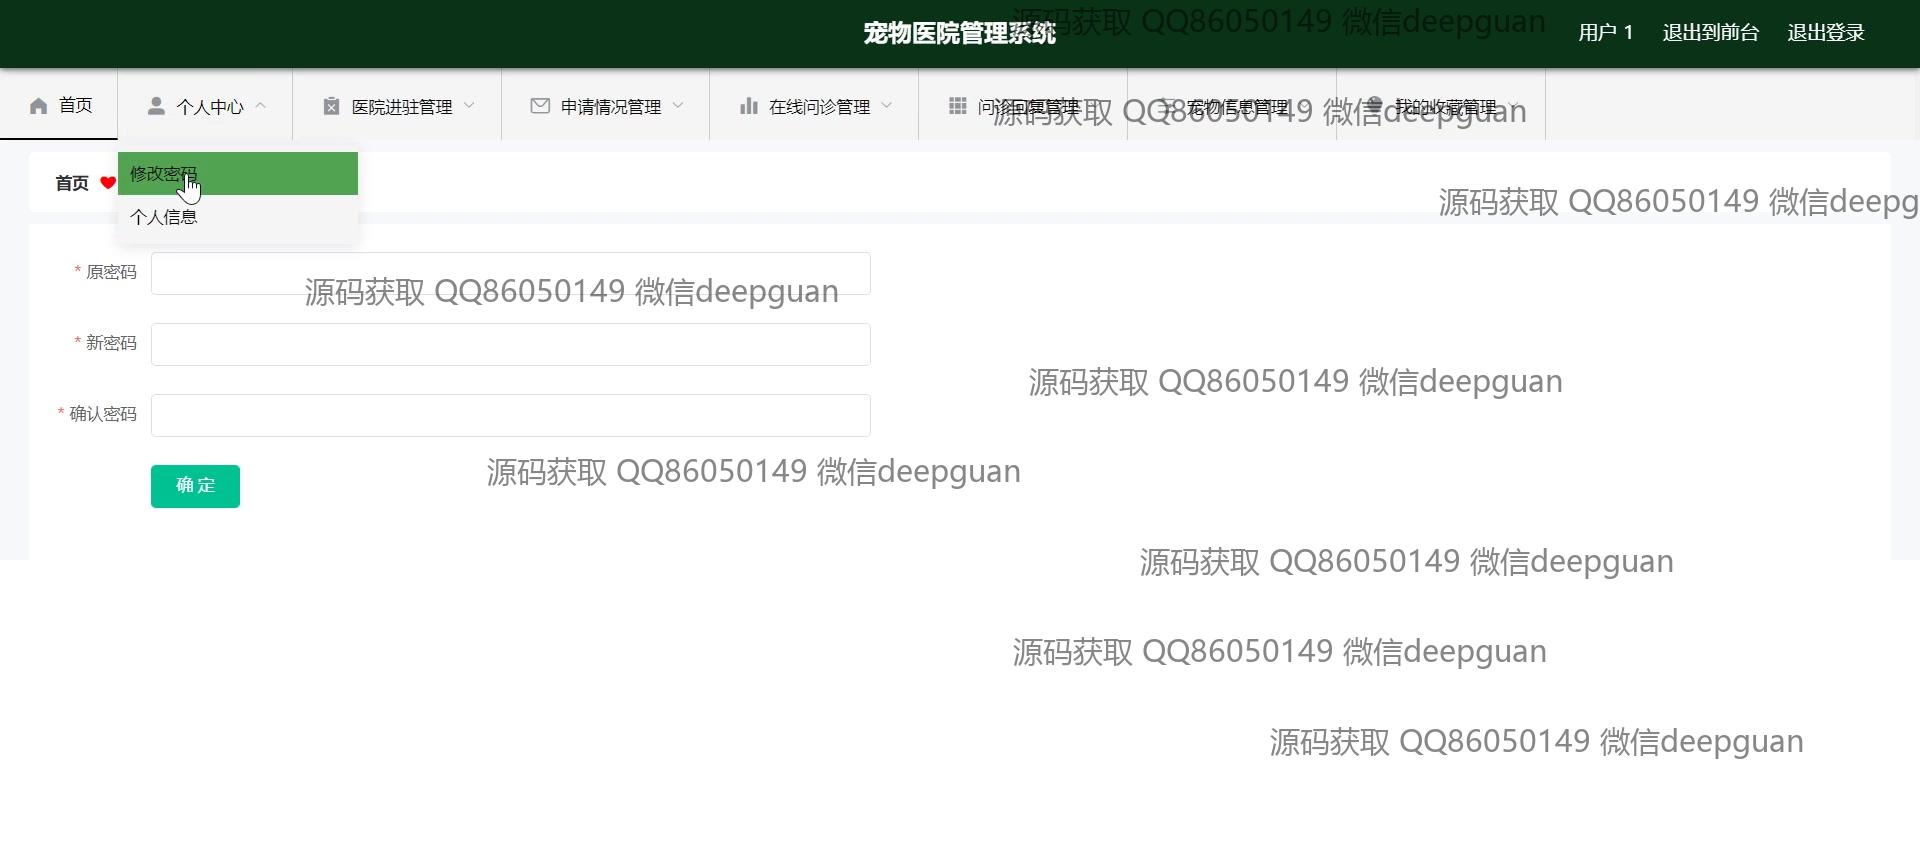 宠物医院管理系统
源码获取 QQ86050149 微信deepguan
用户 1
退出到前台
退出登录
首页
个人中心
医院进驻管理
申请情况管理
在线问诊管理
问诊回复管理
宠物信息管理
我的收藏管理
源码获取 QQ86050149 微信deepguan
首页
修改密码
个人信息
源码获取 QQ86050149 微信deepg
* 原密码
源码获取 QQ86050149 微信deepguan
* 新密码
源码获取 QQ86050149 微信deepguan
* 确认密码
源码获取 QQ86050149 微信deepguan
确定
源码获取 QQ86050149 微信deepguan
源码获取 QQ86050149 微信deepguan
源码获取 QQ86050149 微信deepguan